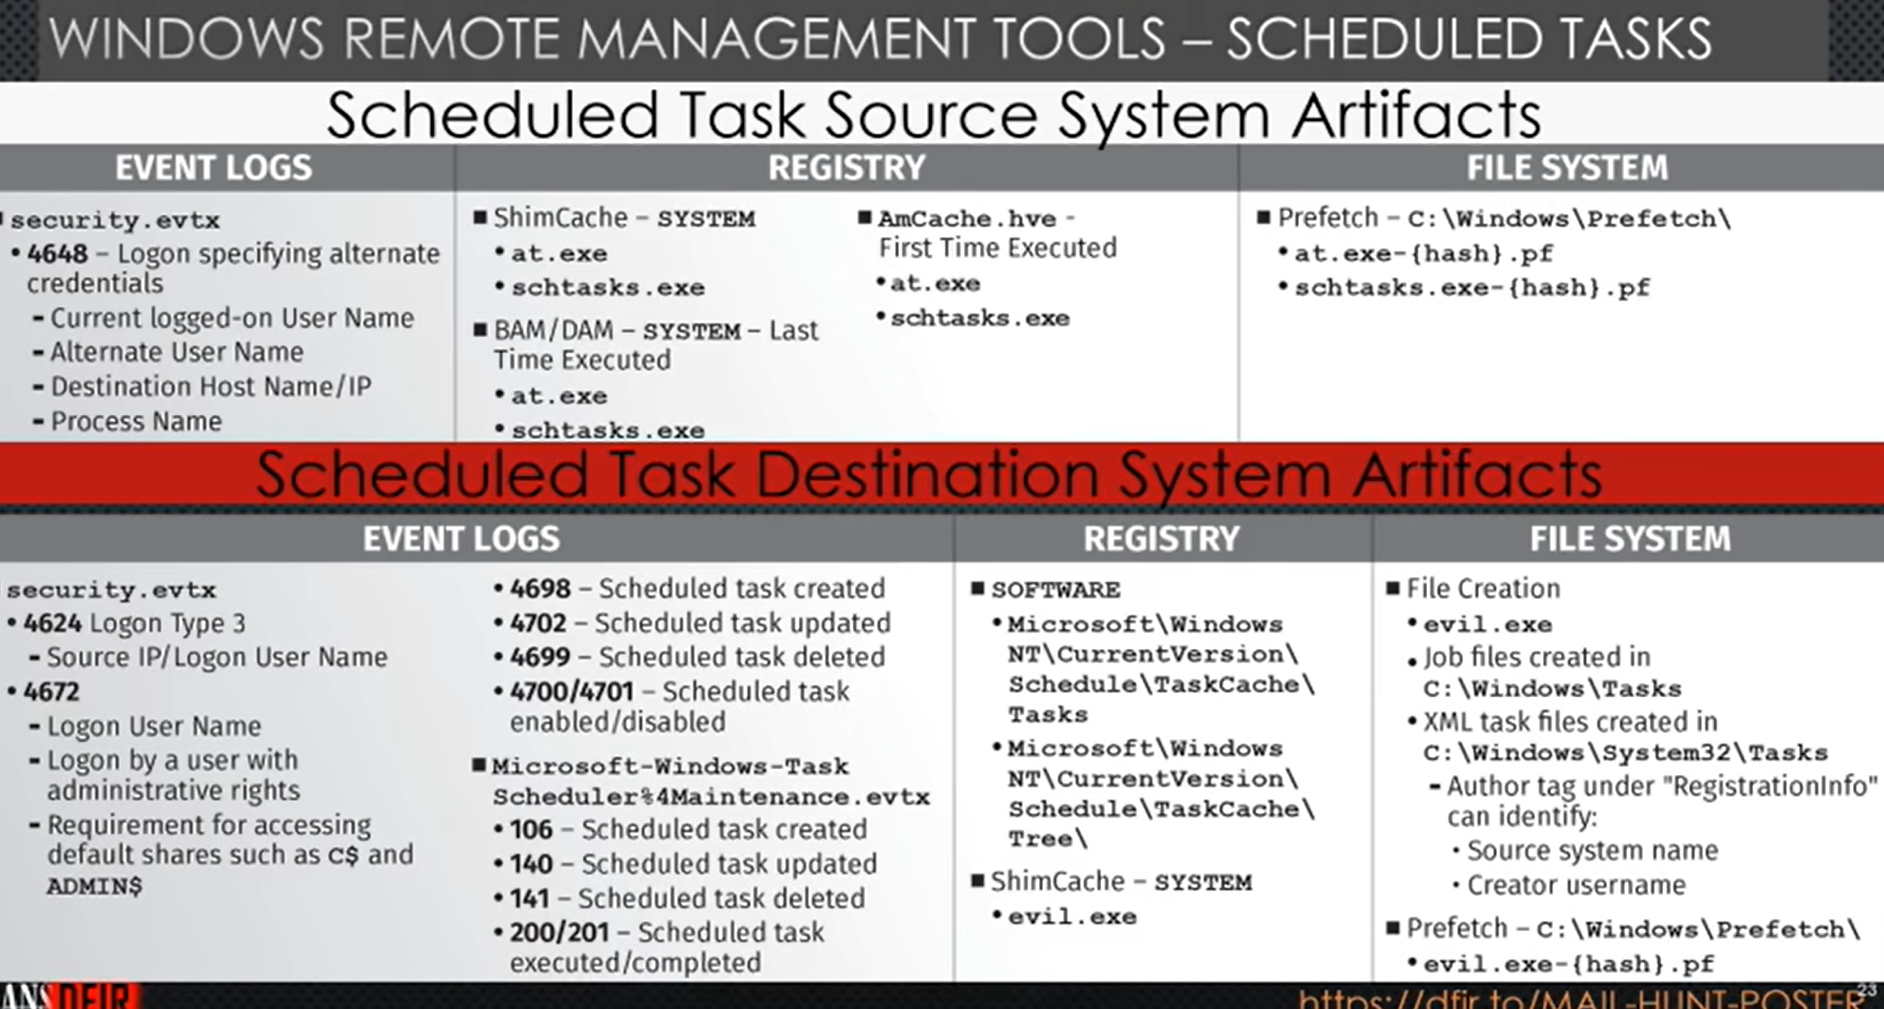 WINDOWS REMOTE MANAGEMENT TOOLS – SCHEDULED TASKS
Scheduled Task Source System Artifacts
EVENT LOGS
security.evtx
• 4648 – Logon specifying alternate
credentials
- Current logged-on User Name
- Alternate User Name
- Destination Host Name/IP
- Process Name
REGISTRY
■ ShimCache – SYSTEM
• at.exe
• schtasks.exe
■ BAM/DAM – SYSTEM – Last
Time Executed
• at.exe
• schtasks.exe
■ AmCache.hve -
First Time Executed
• at.exe
• schtasks.exe
FILE SYSTEM
■ Prefetch – C:\Windows\Prefetch\
• at.exe-{hash}.pf
• schtasks.exe-{hash}.pf
Scheduled Task Destination System Artifacts
EVENT LOGS
security.evtx
• 4624 Logon Type 3
- Source IP/Logon User Name
• 4672
- Logon User Name
- Logon by a user with
administrative rights
- Requirement for accessing
default shares such as C$ and
ADMIN$
• 4698 – Scheduled task created
• 4702 – Scheduled task updated
• 4699 – Scheduled task deleted
• 4700/4701 – Scheduled task
enabled/disabled
■ Microsoft-Windows-Task
Scheduler%4Maintenance.evtx
• 106 – Scheduled task created
• 140 – Scheduled task updated
• 141 – Scheduled task deleted
• 200/201 – Scheduled task
executed/completed
REGISTRY
■ SOFTWARE
• Microsoft\Windows
NT\CurrentVersion\
Schedule\TaskCache\
Tasks
• Microsoft\Windows
NT\CurrentVersion\
Schedule\TaskCache\
Tree\
■ ShimCache – SYSTEM
• evil.exe
FILE SYSTEM
■ File Creation
• evil.exe
• Job files created in
C:\Windows\Tasks
• XML task files created in
C:\Windows\System32\Tasks
- Author tag under "RegistrationInfo"
can identify:
• Source system name
• Creator username
■ Prefetch – C:\Windows\Prefetch\
• evil.exe-{hash}.pf
ANS DFIR
https://dfir.to/MAIL-HUNT-POSTER
23